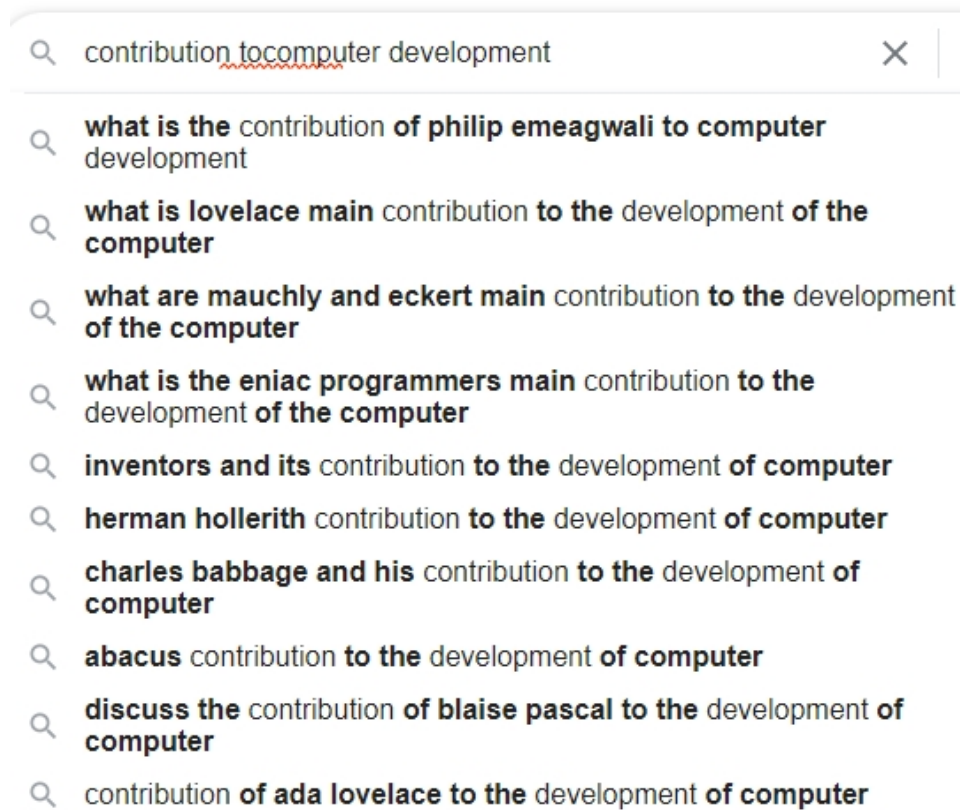 contribution tocomputer development
what is the contribution of philip emeagwali to computer
development
what is lovelace main contribution to the development of the
computer
what are mauchly and eckert main contribution to the development
of the computer
what is the eniac programmers main contribution to the
development of the computer
inventors and its contribution to the development of computer
herman hollerith contribution to the development of computer
charles babbage and his contribution to the development of
computer
abacus contribution to the development of computer
discuss the contribution of blaise pascal to the development of
computer
contribution of ada lovelace to the development of computer